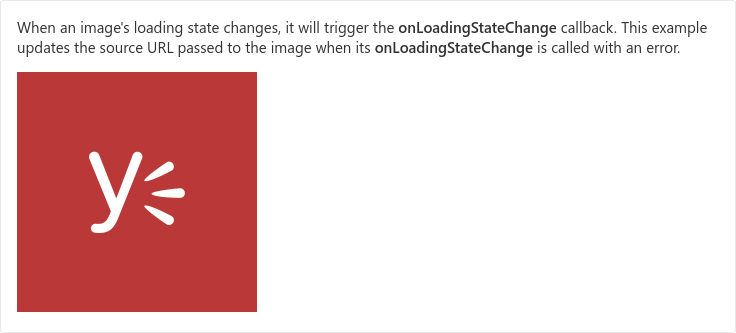 When an image's loading state changes, it will trigger the onLoadingStateChange callback. This example
updates the source URL passed to the image when its onLoadingStateChange is called with an error.
y